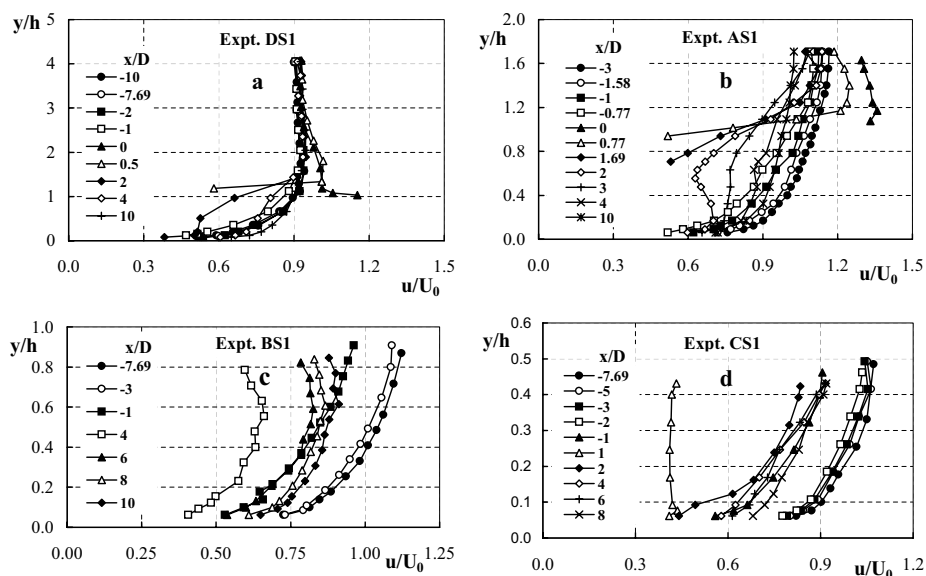 y/h
Expt. DS1
a
x/D
-10
-7.69
-2
-1
0
0.5
2
4
10
5
4
3
2
1
0
0.0 0.3 0.6 0.9 1.2 1.5
u/U0
y/h
Expt. AS1
b
x/D
-3
-1.58
-1
-0.77
0
0.77
1.69
2
3
4
10
2.0
1.6
1.2
0.8
0.4
0.0
0.0 0.3 0.6 0.9 1.2 1.5
u/U0
y/h
Expt. BS1
c
x/D
-7.69
-3
-1
4
6
8
10
1.0
0.8
0.6
0.4
0.2
0.0
0.00 0.25 0.50 0.75 1.00 1.25
u/U0
y/h
Expt. CS1
d
x/D
-7.69
-5
-3
-2
-1
1
2
4
6
8
0.6
0.5
0.4
0.3
0.2
0.1
0.0
0.0 0.3 0.6 0.9 1.2
u/U0